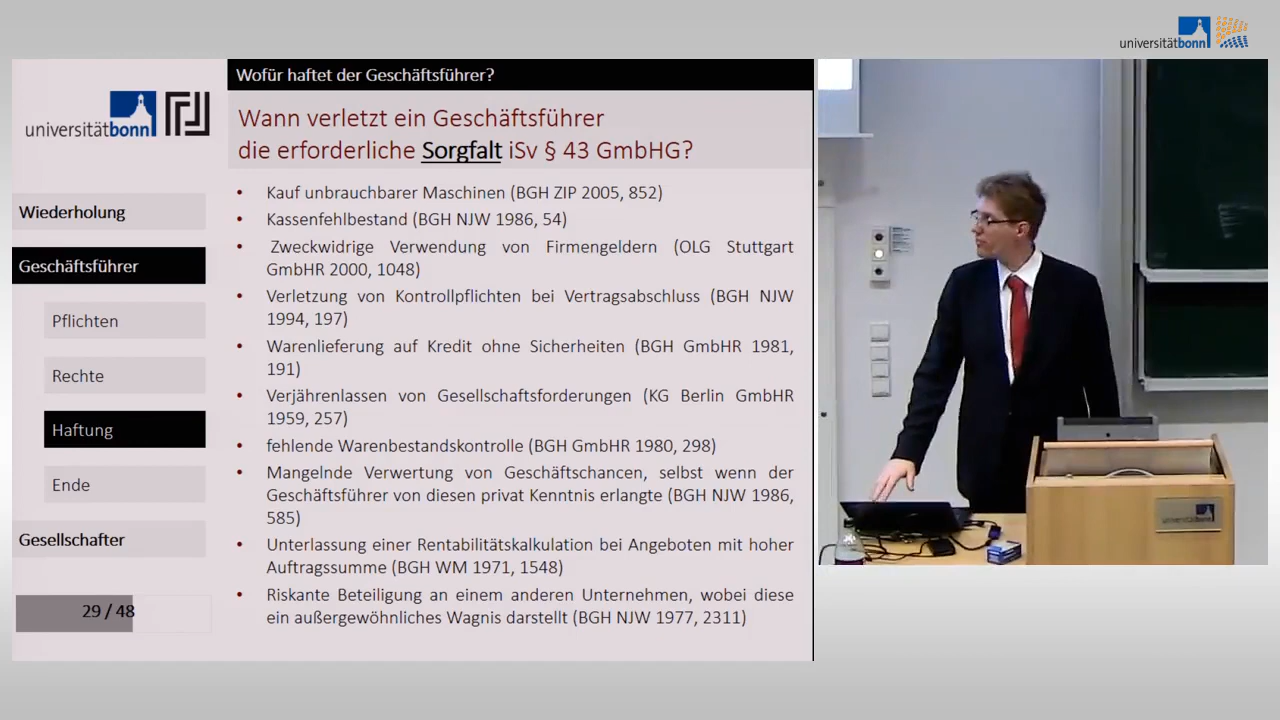 universitätbonn
Wofür haftet der Geschäftsführer?
universitätbonn
Wann verletzt ein Geschäftsführer
die erforderliche Sorgfalt iSv § 43 GmbHG?
Wiederholung
Geschäftsführer
Pflichten
Rechte
Haftung
Ende
Gesellschafter
29 / 48
• Kauf unbrauchbarer Maschinen (BGH ZIP 2005, 852)
• Kassenfehlbestand (BGH NJW 1986, 54)
• Zweckwidrige Verwendung von Firmengeldern (OLG Stuttgart
GmbHR 2000, 1048)
• Verletzung von Kontrollpflichten bei Vertragsabschluss (BGH NJW
1994, 197)
• Warenlieferung auf Kredit ohne Sicherheiten (BGH GmbHR 1981,
191)
• Verjährenlassen von Gesellschaftsforderungen (KG Berlin GmbHR
1959, 257)
• fehlende Warenbestandskontrolle (BGH GmbHR 1980, 298)
• Mangelnde Verwertung von Geschäftschancen, selbst wenn der
Geschäftsführer von diesen privat Kenntnis erlangte (BGH NJW 1986,
585)
• Unterlassung einer Rentabilitätskalkulation bei Angeboten mit hoher
Auftragssumme (BGH WM 1971, 1548)
• Riskante Beteiligung an einem anderen Unternehmen, wobei diese
ein außergewöhnliches Wagnis darstellt (BGH NJW 1977, 2311)
universitätbonn